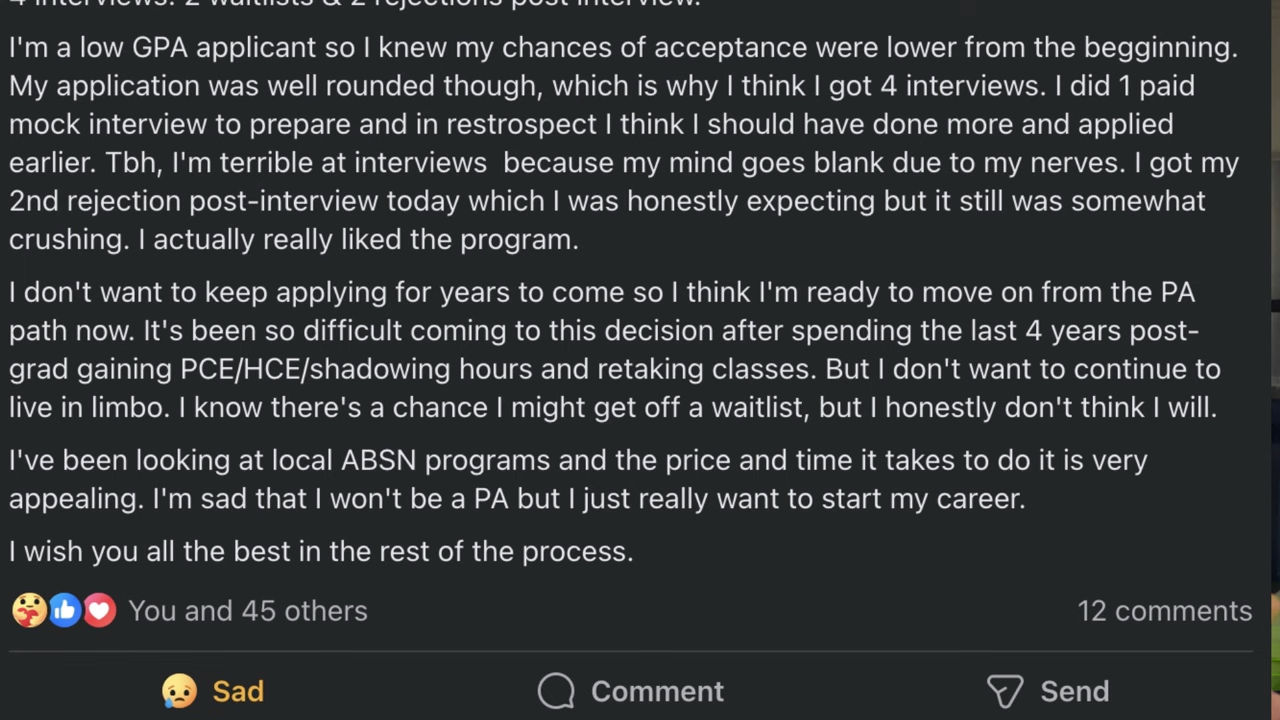 4 interviews. 2 waitlists & 2 rejections post interview.
I'm a low GPA applicant so I knew my chances of acceptance were lower from the begginning.
My application was well rounded though, which is why I think I got 4 interviews. I did 1 paid
mock interview to prepare and in restrospect I think I should have done more and applied
earlier. Tbh, I'm terrible at interviews  because my mind goes blank due to my nerves. I got my
2nd rejection post-interview today which I was honestly expecting but it still was somewhat
crushing. I actually really liked the program.
I don't want to keep applying for years to come so I think I'm ready to move on from the PA
path now. It's been so difficult coming to this decision after spending the last 4 years post-
grad gaining PCE/HCE/shadowing hours and retaking classes. But I don't want to continue to
live in limbo. I know there's a chance I might get off a waitlist, but I honestly don't think I will.
I've been looking at local ABSN programs and the price and time it takes to do it is very
appealing. I'm sad that I won't be a PA but I just really want to start my career.
I wish you all the best in the rest of the process.
You and 45 others 12 comments
Sad Comment Send